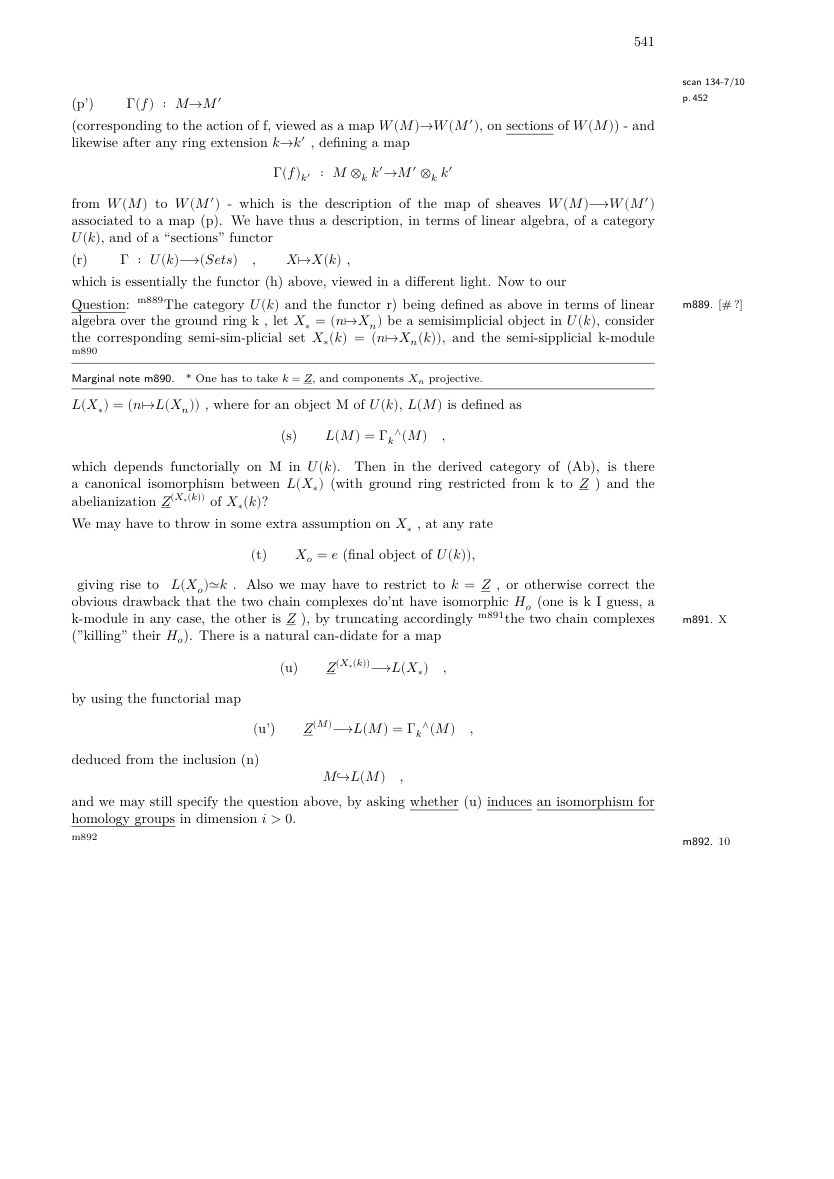 541
scan 134-7/10
p. 452
(p') Γ(f) : M→M′
(corresponding to the action of f, viewed as a map W(M)→W(M′), on sections of W(M)) - and
likewise after any ring extension k→k′ , defining a map
Γ(f)ₖ′ : M ⊗ₖ k′→M′ ⊗ₖ k′
from W(M) to W(M′) - which is the description of the map of sheaves W(M)⟶W(M′)
associated to a map (p). We have thus a description, in terms of linear algebra, of a category
U(k), and of a “sections” functor
(r) Γ : U(k)⟶(Sets) , X↦X(k) ,
which is essentially the functor (h) above, viewed in a different light. Now to our
Question: m889The category U(k) and the functor r) being defined as above in terms of linear
m889. [# ?]
algebra over the ground ring k , let X_* = (n↦X_n) be a semisimplicial object in U(k), consider
the corresponding semi-sim-plicial set X_*(k) = (n↦X_n(k)), and the semi-sipplicial k-module
m890
Marginal note m890. * One has to take k = Z, and components X_n projective.
L(X_*) = (n↦L(X_n)) , where for an object M of U(k), L(M) is defined as
(s) L(M) = Γₖ^(M) ,
which depends functorially on M in U(k). Then in the derived category of (Ab), is there
a canonical isomorphism between L(X_*) (with ground ring restricted from k to Z ) and the
abelianization Z^(X_*(k)) of X_*(k)?
We may have to throw in some extra assumption on X_* , at any rate
(t) X_o = e (final object of U(k)),
giving rise to L(X_o)≃k . Also we may have to restrict to k = Z , or otherwise correct the
obvious drawback that the two chain complexes do'nt have isomorphic H_o (one is k I guess, a
k-module in any case, the other is Z ), by truncating accordingly m891the two chain complexes
m891. X
(”killing” their H_o). There is a natural can-didate for a map
(u) Z^(X_*(k))⟶L(X_*) ,
by using the functorial map
(u') Z^(M)⟶L(M) = Γₖ^(M) ,
deduced from the inclusion (n)
M↪L(M) ,
and we may still specify the question above, by asking whether (u) induces an isomorphism for
homology groups in dimension i > 0.
m892
m892. 10